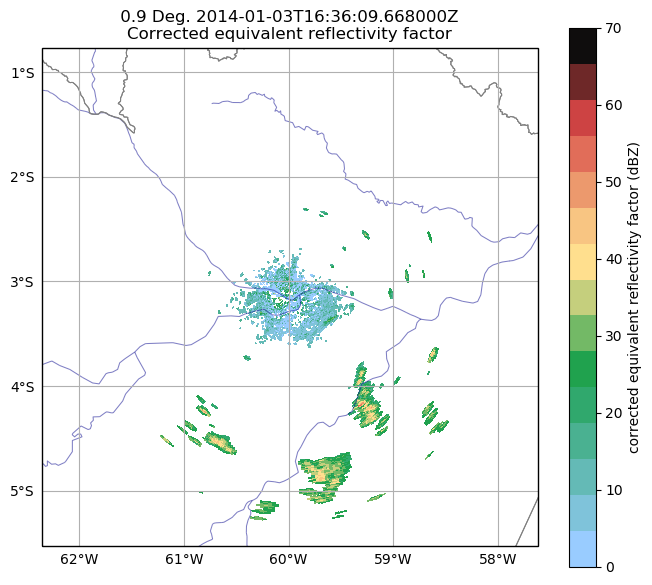 0.9 Deg. 2014-01-03T16:36:09.668000Z
Corrected equivalent reflectivity factor
1°S
2°S
3°S
4°S
5°S
62°W 61°W 60°W 59°W 58°W
70
60
50
40
30
20
10
0
corrected equivalent reflectivity factor (dBZ)